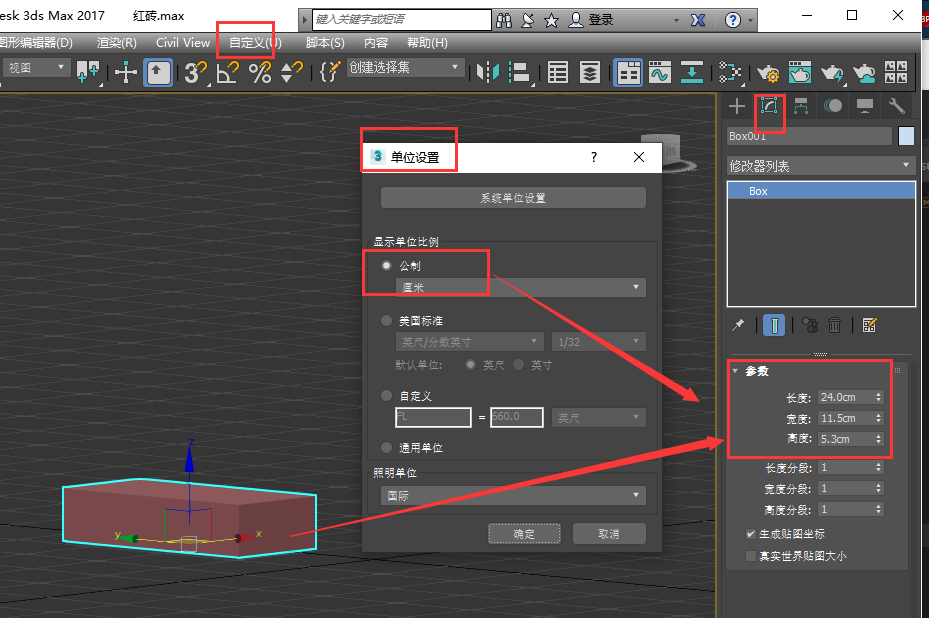 esk 3ds Max 2017 红砖.max
键入关键字或短语
登录
图形编辑器(D) 渲染(R) Civil View 自定义(U) 脚本(S) 内容 帮助(H)
视图
创建选择集
Box001
修改器列表
Box
单位设置
系统单位设置
显示单位比例
公制
厘米
美国标准
英尺/分数英寸 1/32
默认单位: 英尺 英寸
自定义
FL = 660.0 英尺
通用单位
照明单位
国际
确定 取消
参数
长度: 24.0cm
宽度: 11.5cm
高度: 5.3cm
长度分段: 1
宽度分段: 1
高度分段: 1
生成贴图坐标
真实世界贴图大小
z
y
x